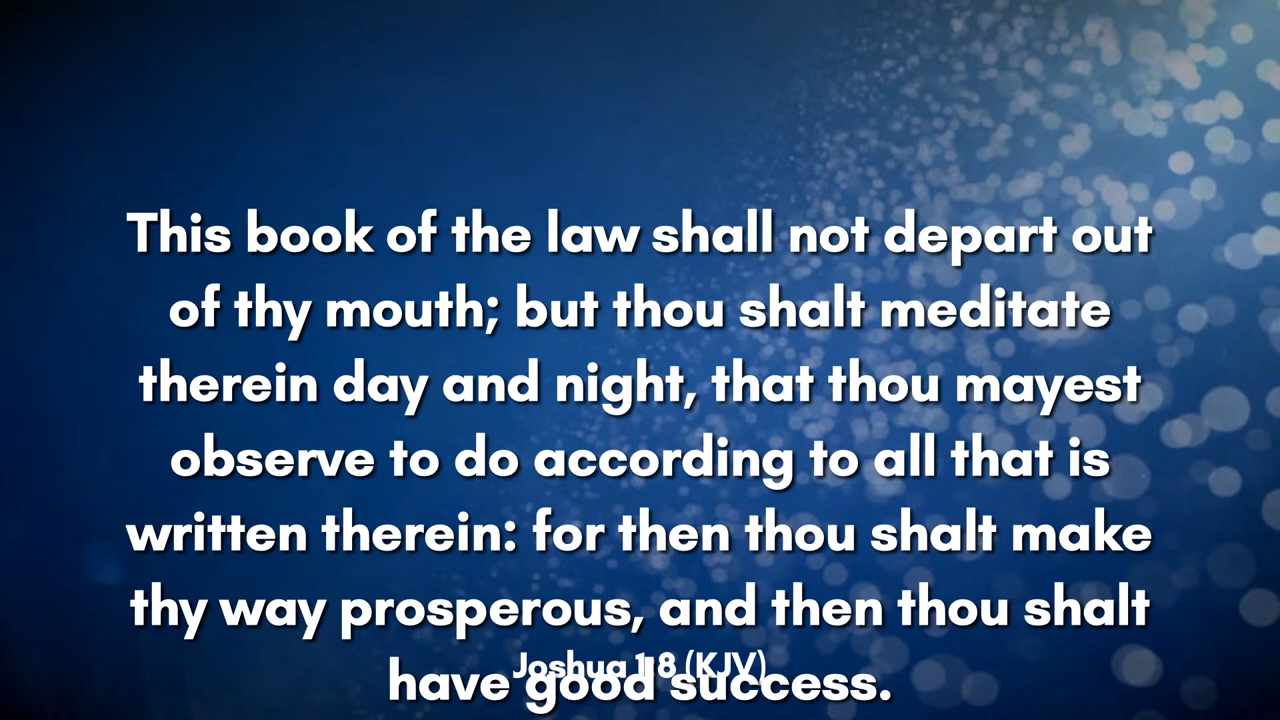 This book of the law shall not depart out
of thy mouth; but thou shalt meditate
therein day and night, that thou mayest
observe to do according to all that is
written therein: for then thou shalt make
thy way prosperous, and then thou shalt
Joshua 1:8 (KJV)
have good success.